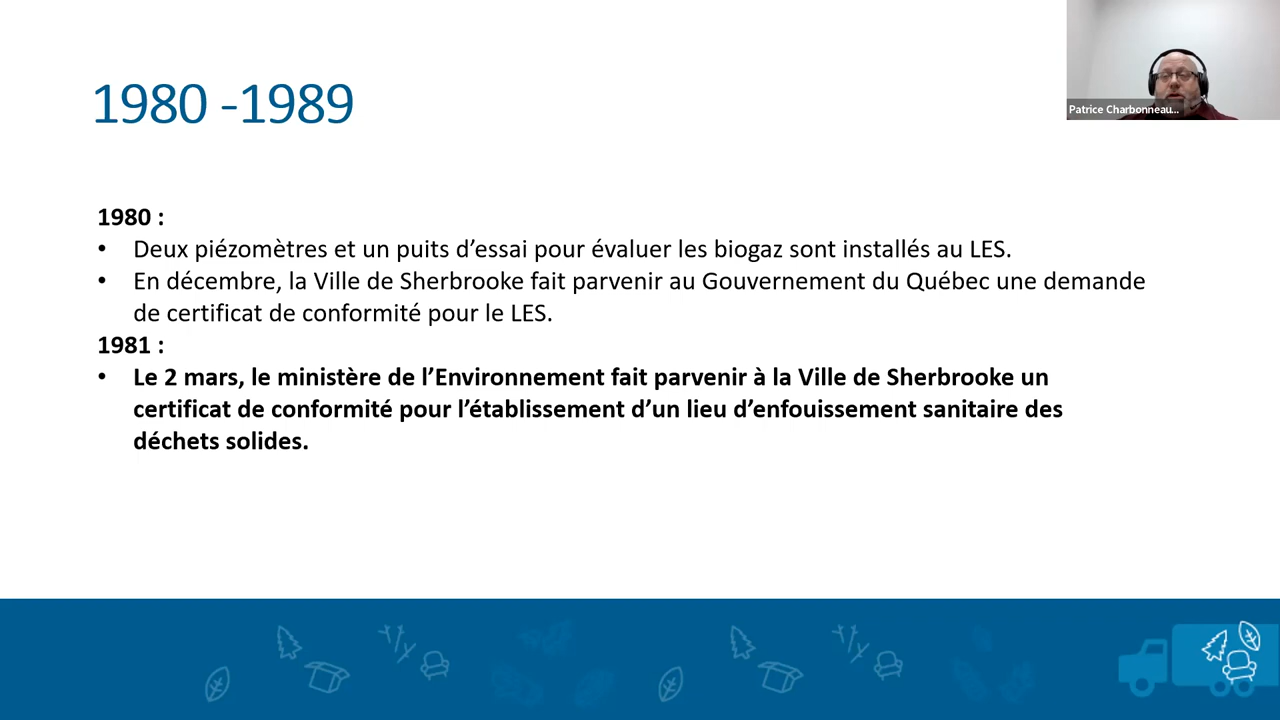 1980 -1989
Patrice Charbonneau...
1980 :
• Deux piézomètres et un puits d’essai pour évaluer les biogaz sont installés au LES.
• En décembre, la Ville de Sherbrooke fait parvenir au Gouvernement du Québec une demande
de certificat de conformité pour le LES.
1981 :
• Le 2 mars, le ministère de l’Environnement fait parvenir à la Ville de Sherbrooke un
certificat de conformité pour l’établissement d’un lieu d’enfouissement sanitaire des
déchets solides.